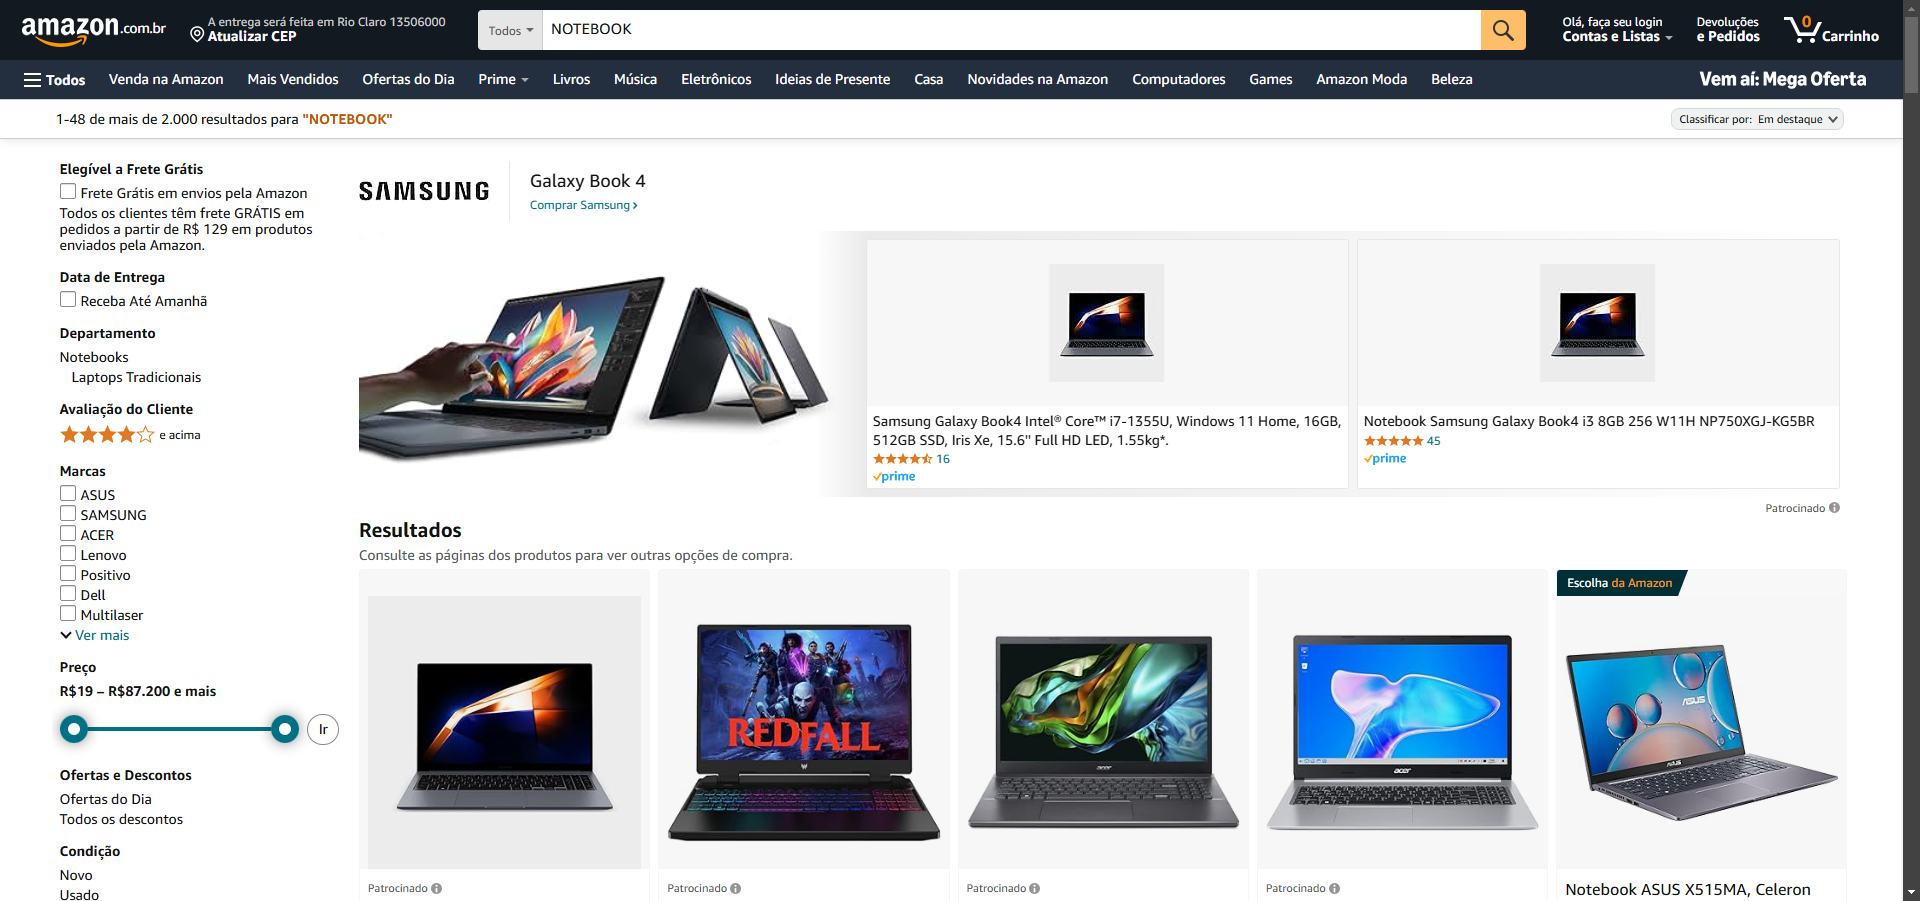 amazon.com.br
A entrega será feita em Rio Claro 13506000
Atualizar CEP
Todos
NOTEBOOK
Olá, faça seu login
Contas e Listas
Devoluções
e Pedidos
0
Carrinho
Todos
Venda na Amazon
Mais Vendidos
Ofertas do Dia
Prime
Livros
Música
Eletrônicos
Ideias de Presente
Casa
Novidades na Amazon
Computadores
Games
Amazon Moda
Beleza
Vem aí: Mega Oferta
1-48 de mais de 2.000 resultados para "NOTEBOOK"
Classificar por: Em destaque
Elegível a Frete Grátis
Frete Grátis em envios pela Amazon
Todos os clientes têm frete GRÁTIS em
pedidos a partir de R$ 129 em produtos
enviados pela Amazon.
Data de Entrega
Receba Até Amanhã
Departamento
Notebooks
Laptops Tradicionais
Avaliação do Cliente
e acima
Marcas
ASUS
SAMSUNG
ACER
Lenovo
Positivo
Dell
Multilaser
Ver mais
Preço
R$19 – R$87.200 e mais
Ir
Ofertas e Descontos
Ofertas do Dia
Todos os descontos
Condição
Novo
Usado
SAMSUNG
Galaxy Book 4
Comprar Samsung
Samsung Galaxy Book4 Intel® Core™ i7-1355U, Windows 11 Home, 16GB,
512GB SSD, Iris Xe, 15.6" Full HD LED, 1.55kg*.
16
prime
Notebook Samsung Galaxy Book4 i3 8GB 256 W11H NP750XGJ-KG5BR
45
prime
Patrocinado
Resultados
Consulte as páginas dos produtos para ver outras opções de compra.
REDFALL
acer
acer
Escolha da Amazon
ASUS
ASUS
Patrocinado
Patrocinado
Patrocinado
Patrocinado
Notebook ASUS X515MA, Celeron